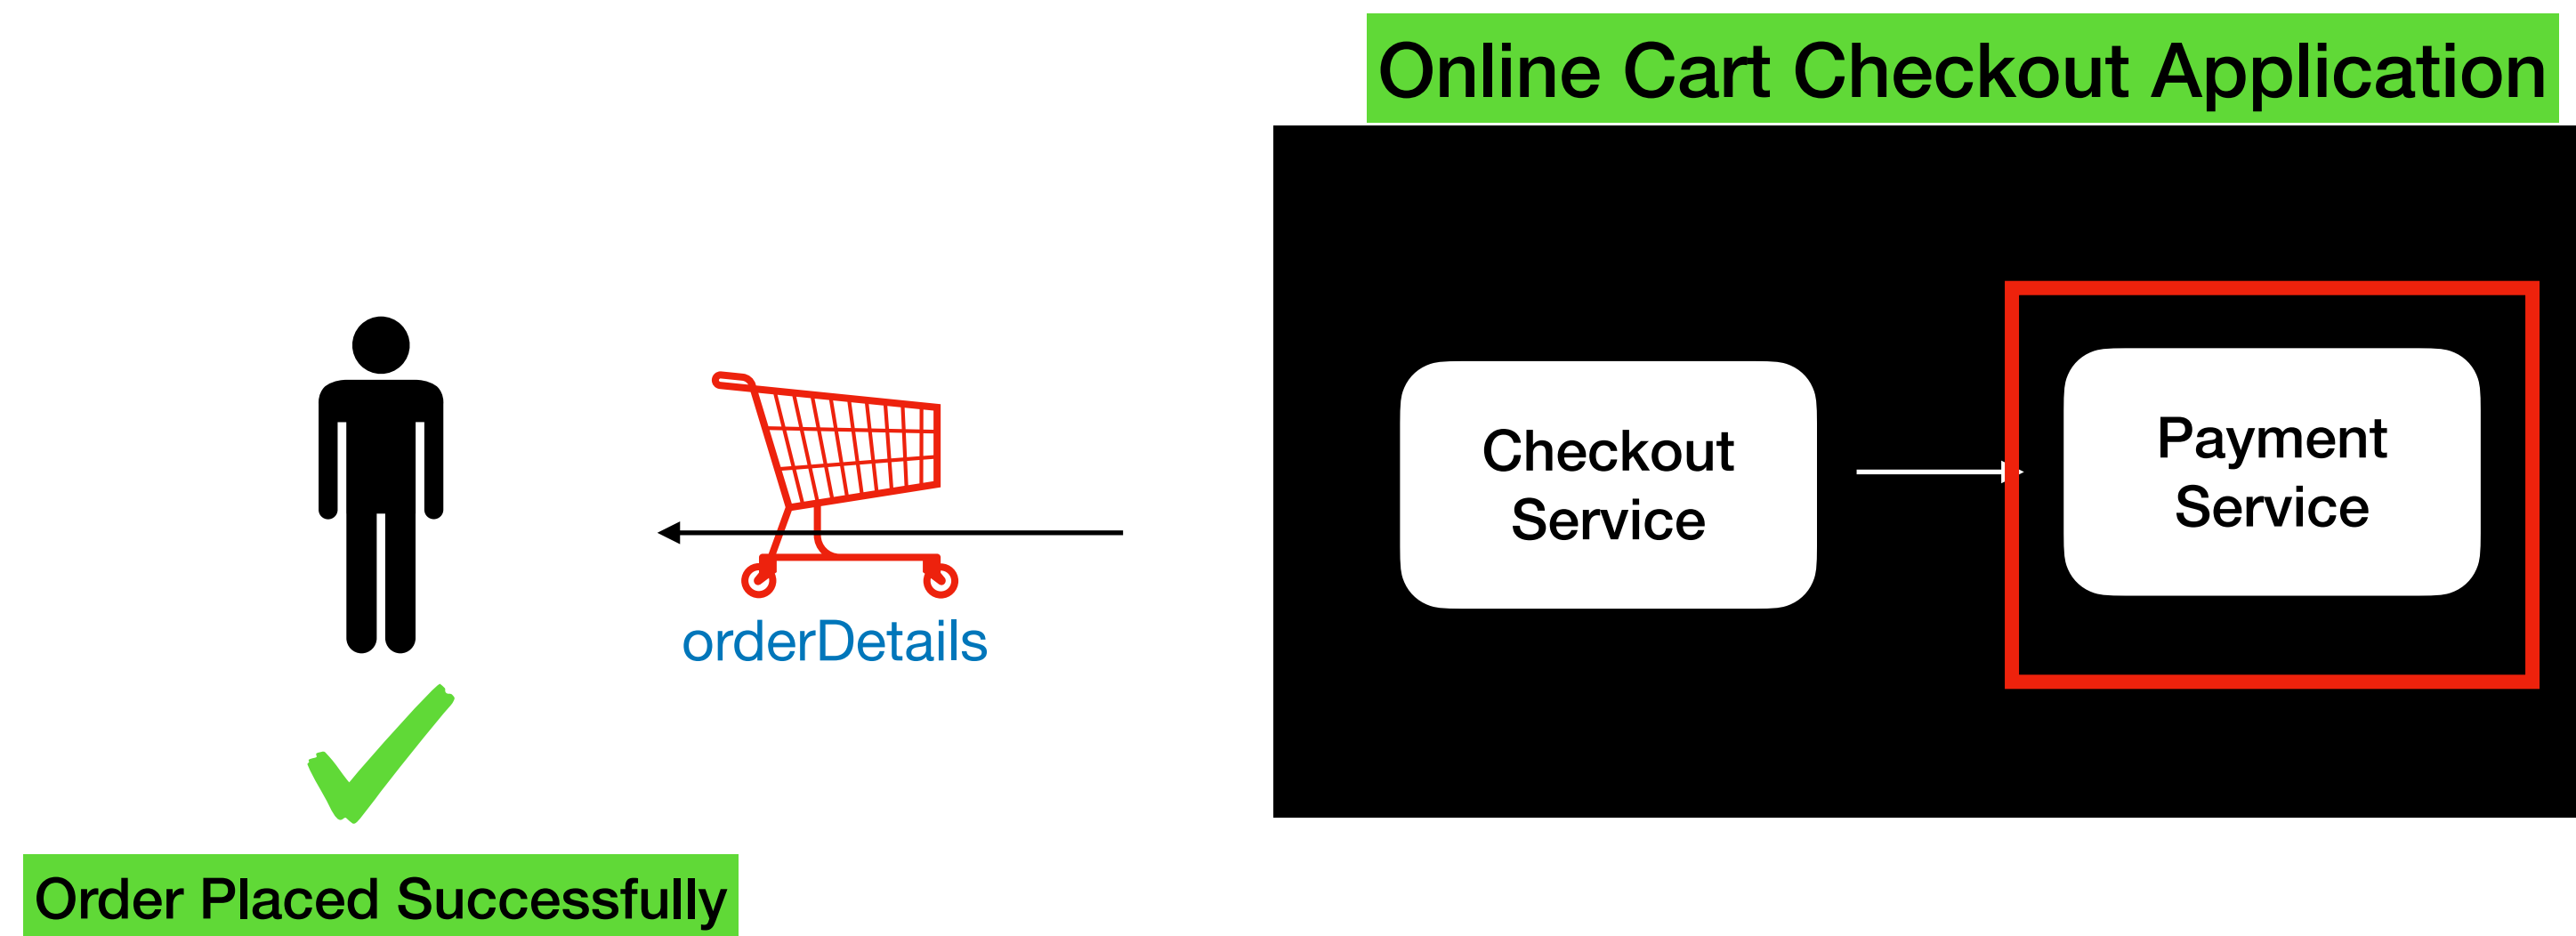 Online Cart Checkout Application
Checkout
Service
Payment
Service
orderDetails
Order Placed Successfully